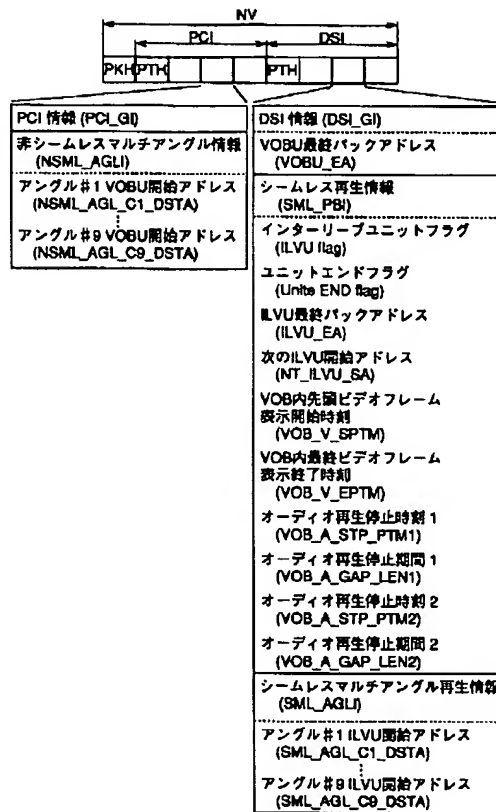 NV
PCI
DSI
PKH PTH PTH
PCI 情報 (PCI_GI)
非シームレスマルチアングル情報
(NSML_AGLI)
アングル#1 VOBU開始アドレス
(NSML_AGL_C1_DSTA)
アングル#9 VOBU開始アドレス
(NSML_AGL_C9_DSTA)
DSI 情報 (DSI_GI)
VOBU最終パックアドレス
(VOBU_EA)
シームレス再生情報
(SML_PBI)
インターリーブユニットフラグ
(ILVU flag)
ユニットエンドフラグ
(Unite END flag)
ILVU最終パックアドレス
(ILVU_EA)
次のILVU開始アドレス
(NT_ILVU_SA)
VOB内先頭ビデオフレーム
表示開始時刻
(VOB_V_SPTM)
VOB内最終ビデオフレーム
表示終了時刻
(VOB_V_EPTM)
オーディオ再生停止時刻 1
(VOB_A_STP_PTM1)
オーディオ再生停止期間 1
(VOB_A_GAP_LEN1)
オーディオ再生停止時刻 2
(VOB_A_STP_PTM2)
オーディオ再生停止期間 2
(VOB_A_GAP_LEN2)
シームレスマルチアングル再生情報
(SML_AGLI)
アングル#1 ILVU開始アドレス
(SML_AGL_C1_DSTA)
アングル#9 ILVU開始アドレス
(SML_AGL_C9_DSTA)